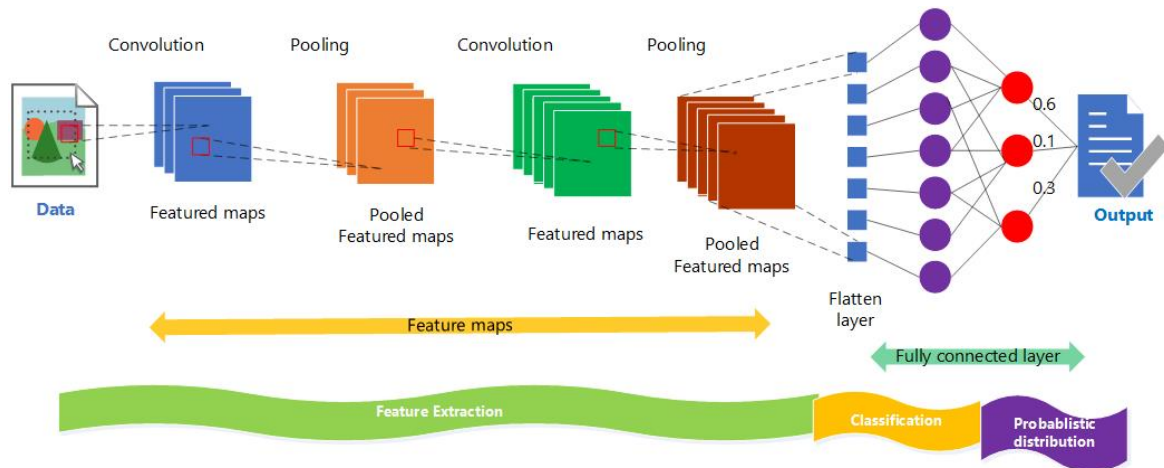 Convolution
Pooling
Convolution
Pooling
0.6
0.1
0.3
Data
Output
Featured maps
Pooled
Featured maps
Featured maps
Pooled
Featured maps
Flatten
layer
Feature maps
Fully connected layer
Feature Extraction
Classification
Probablistic
distribution